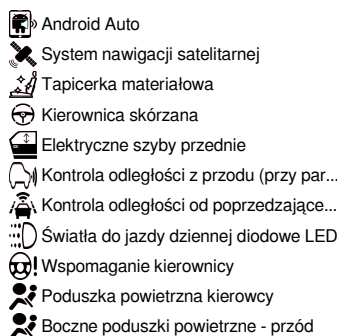 Android Auto
System nawigacji satelitarnej
Tapicerka materiałowa
Kierownica skórzana
Elektryczne szyby przednie
Kontrola odległości z przodu (przy par...
Kontrola odległości od poprzedzające...
Światła do jazdy dziennej diodowe LED
Wspomaganie kierownicy
Poduszka powietrzna kierowcy
Boczne poduszki powietrzne - przód